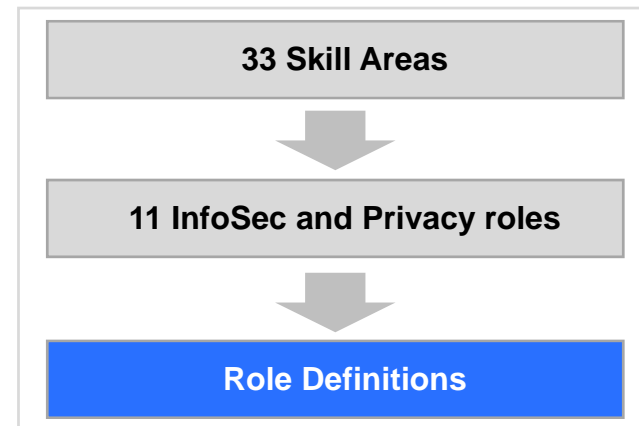 33 Skill Areas
11 InfoSec and Privacy roles
Role Definitions